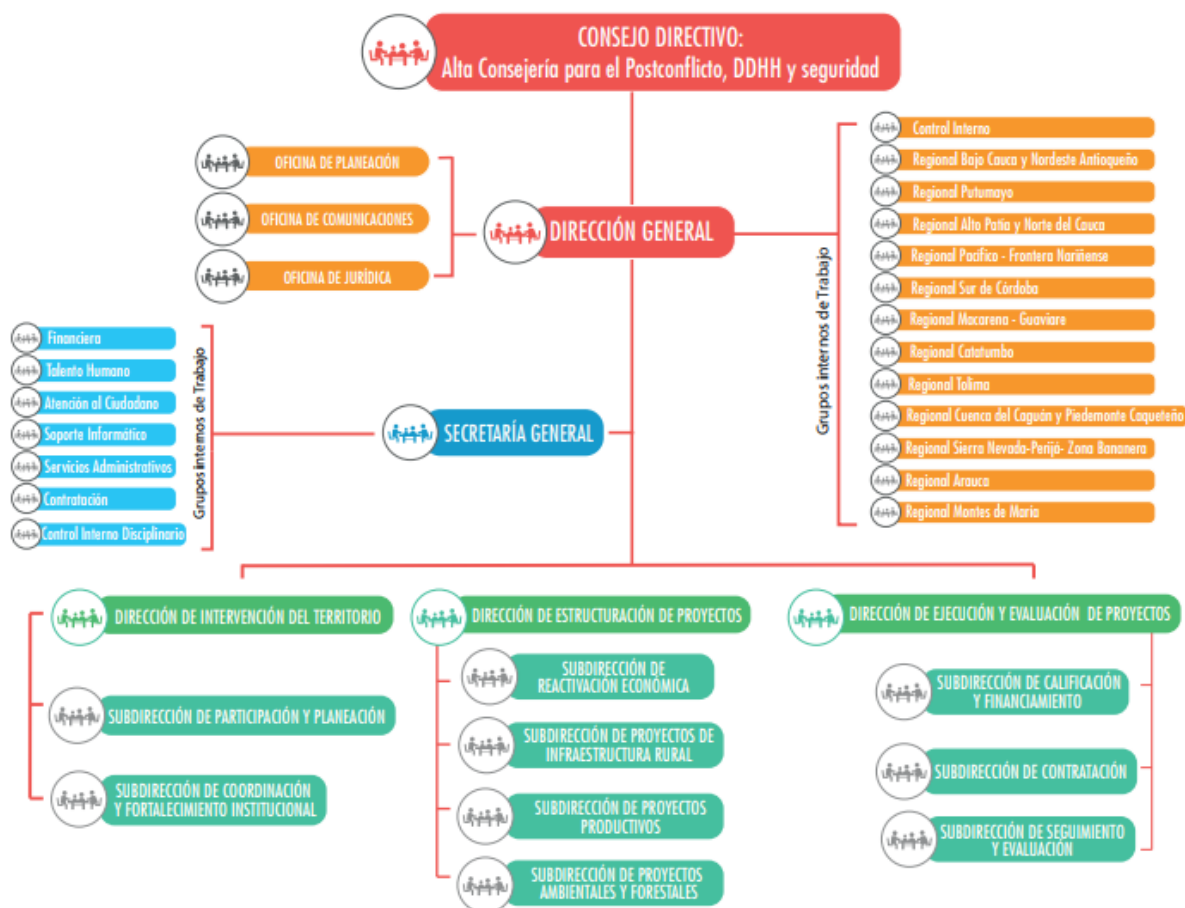 CONSEJO DIRECTIVO:
Alta Consejería para el Postconflicto, DDHH y seguridad
OFICINA DE PLANEACIÓN
OFICINA DE COMUNICACIONES
OFICINA DE JURÍDICA
DIRECCIÓN GENERAL
Grupos internos de Trabajo
Control Interno
Regional Bajo Cauca y Nordeste Antioqueño
Regional Putumayo
Regional Alto Patía y Norte del Cauca
Regional Pacífico - Frontera Nariñense
Regional Sur de Córdoba
Regional Macarena - Guaviare
Regional Catatumbo
Regional Tolima
Regional Cuenca del Caguán y Piedemonte Caqueteño
Regional Sierra Nevada-Perijá- Zona Bananera
Regional Arauca
Regional Montes de María
Financiera
Talento Humano
Atención al Ciudadano
Soporte Informático
Servicios Administrativos
Contratación
Control Interno Disciplinario
Grupos internos de Trabajo
SECRETARÍA GENERAL
DIRECCIÓN DE INTERVENCIÓN DEL TERRITORIO
SUBDIRECCIÓN DE PARTICIPACIÓN Y PLANEACIÓN
SUBDIRECCIÓN DE COORDINACIÓN
Y FORTALECIMIENTO INSTITUCIONAL
DIRECCIÓN DE ESTRUCTURACIÓN DE PROYECTOS
SUBDIRECCIÓN DE
REACTIVACIÓN ECONÓMICA
SUBDIRECCIÓN DE PROYECTOS DE
INFRAESTRUCTURA RURAL
SUBDIRECCIÓN DE PROYECTOS
PRODUCTIVOS
SUBDIRECCIÓN DE PROYECTOS
AMBIENTALES Y FORESTALES
DIRECCIÓN DE EJECUCIÓN Y EVALUACIÓN DE PROYECTOS
SUBDIRECCIÓN DE CALIFICACIÓN
Y FINANCIAMIENTO
SUBDIRECCIÓN DE CONTRATACIÓN
SUBDIRECCIÓN DE SEGUIMIENTO
Y EVALUACIÓN